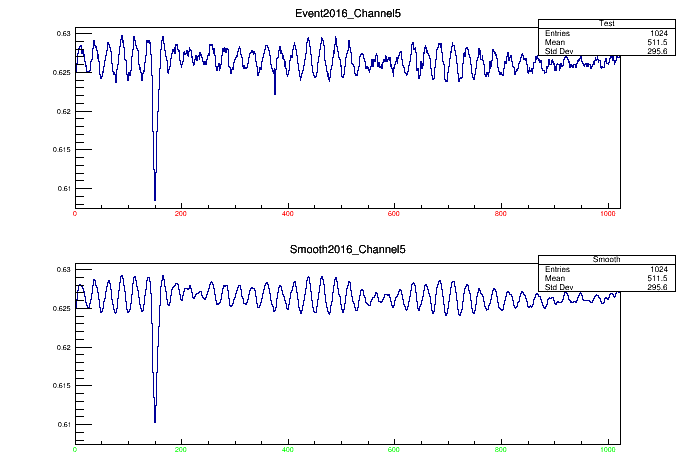 Event2016_Channel5
Test
Entries 1024
Mean 511.5
Std Dev 295.6
0.63
0.625
0.62
0.615
0.61
0 200 400 600 800 1000
Smooth2016_Channel5
Smooth
Entries 1024
Mean 511.5
Std Dev 295.6
0.63
0.625
0.62
0.615
0.61
0 200 400 600 800 1000